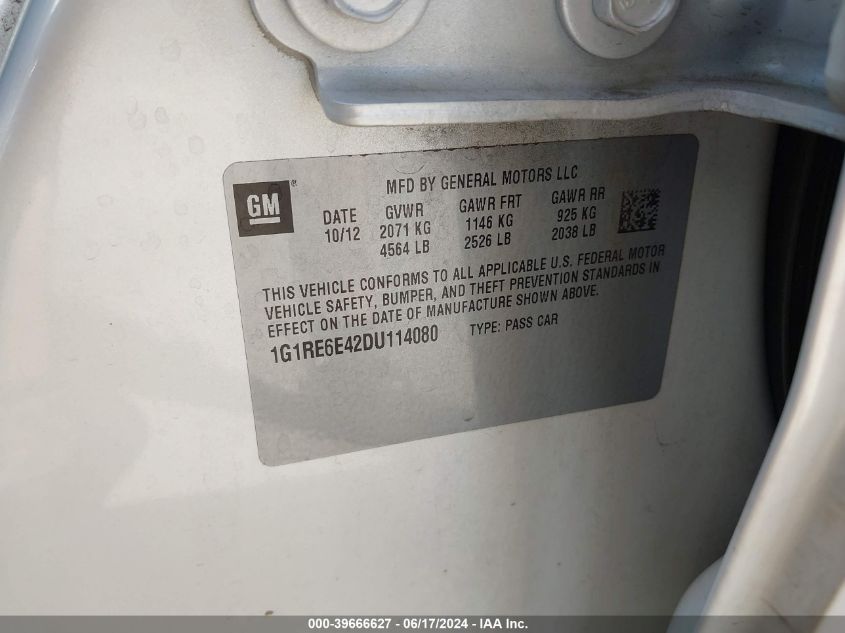 MFD BY GENERAL MOTORS LLC
GM®
DATE GVWR GAWR FRT GAWR RR
10/12 2071 KG 1146 KG 925 KG
4564 LB 2526 LB 2038 LB
THIS VEHICLE CONFORMS TO ALL APPLICABLE U.S. FEDERAL MOTOR
VEHICLE SAFETY, BUMPER, AND THEFT PREVENTION STANDARDS IN
EFFECT ON THE DATE OF MANUFACTURE SHOWN ABOVE.
1G1RE6E42DU114080 TYPE: PASS CAR
000-39666627 - 06/17/2024 - IAA Inc.